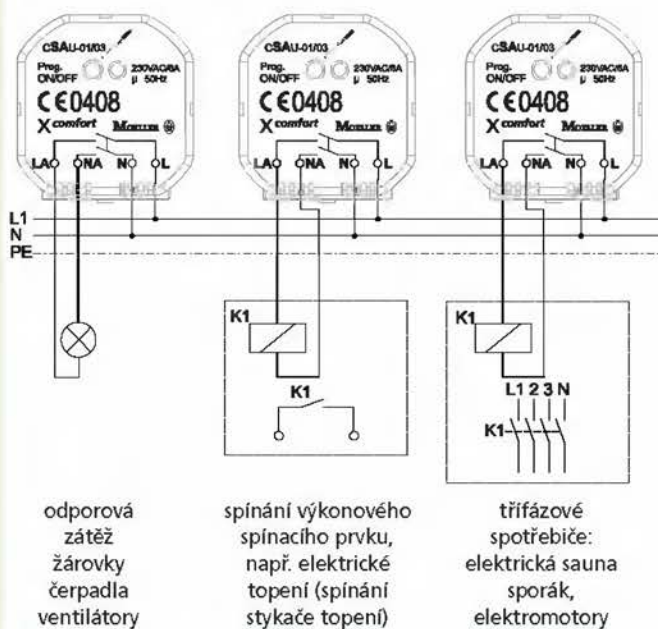 CSAU-01/03
Prog. 230VAC/6A
ON/OFF μ 50Hz
CE0408
Xcomfort MOELLER
LA NA N L
CSAU-01/03
Prog. 230VAC/6A
ON/OFF μ 50Hz
CE0408
Xcomfort MOELLER
LA NA N L
CSAU-01/03
Prog. 230VAC/6A
ON/OFF μ 50Hz
CE0408
Xcomfort MOELLER
LA NA N L
L1
N
PE
K1
K1
K1
L1 2 3 N
K1
odporová
zátěž
žárovky
čerpadla
ventilátory
spínání výkonového
spínacího prvku,
např. elektrické
topení (spínání
stykače topení)
třífázové
spotřebiče:
elektrická sauna
sporák,
elektromotory